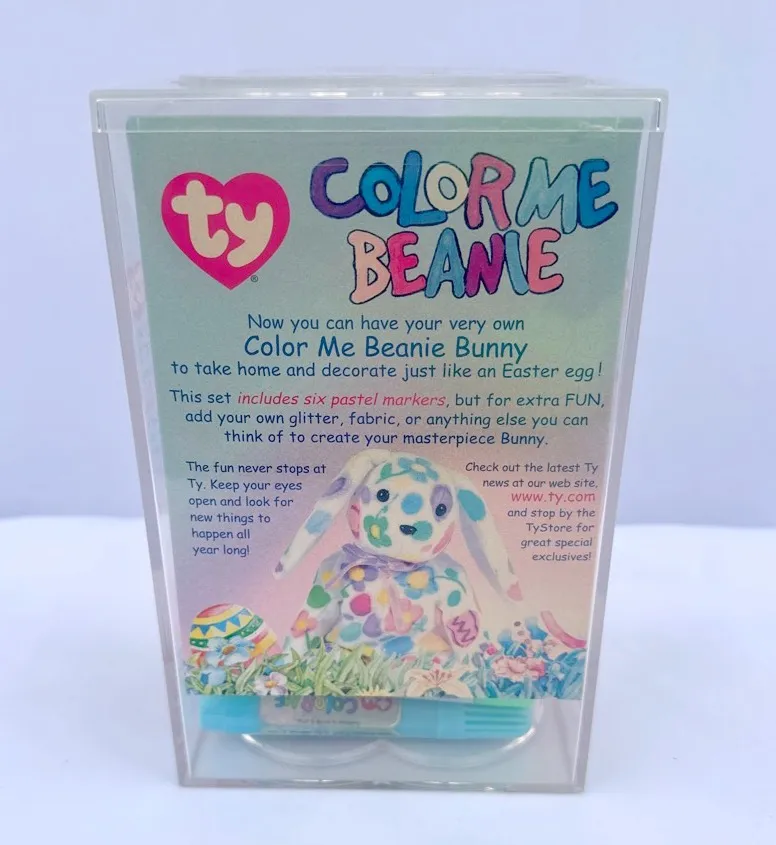 ty
®
COLOR ME
BEANIE
Now you can have your very own
Color Me Beanie Bunny
to take home and decorate just like an Easter egg!
This set includes six pastel markers, but for extra FUN,
add your own glitter, fabric, or anything else you can
think of to create your masterpiece Bunny.
The fun never stops at
Ty. Keep your eyes
open and look for
new things to
happen all
year long!
Check out the latest Ty
news at our web site,
www.ty.com
and stop by the
TyStore for
great special
exclusives!
COLOR ME